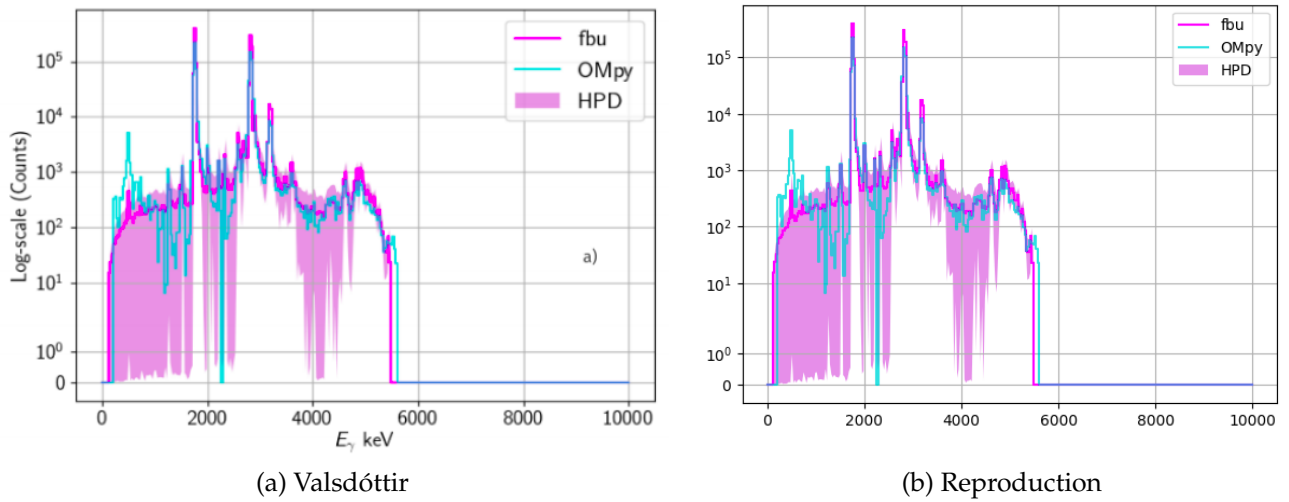 fbu
OMpy
HPD
Log-scale (Counts)
10⁵
10⁴
10³
10²
10¹
10⁰
0
a)
0 2000 4000 6000 8000 10000
E_γ keV
(a) Valsdóttir
fbu
OMpy
HPD
10⁵
10⁴
10³
10²
10¹
10⁰
0
0 2000 4000 6000 8000 10000
(b) Reproduction